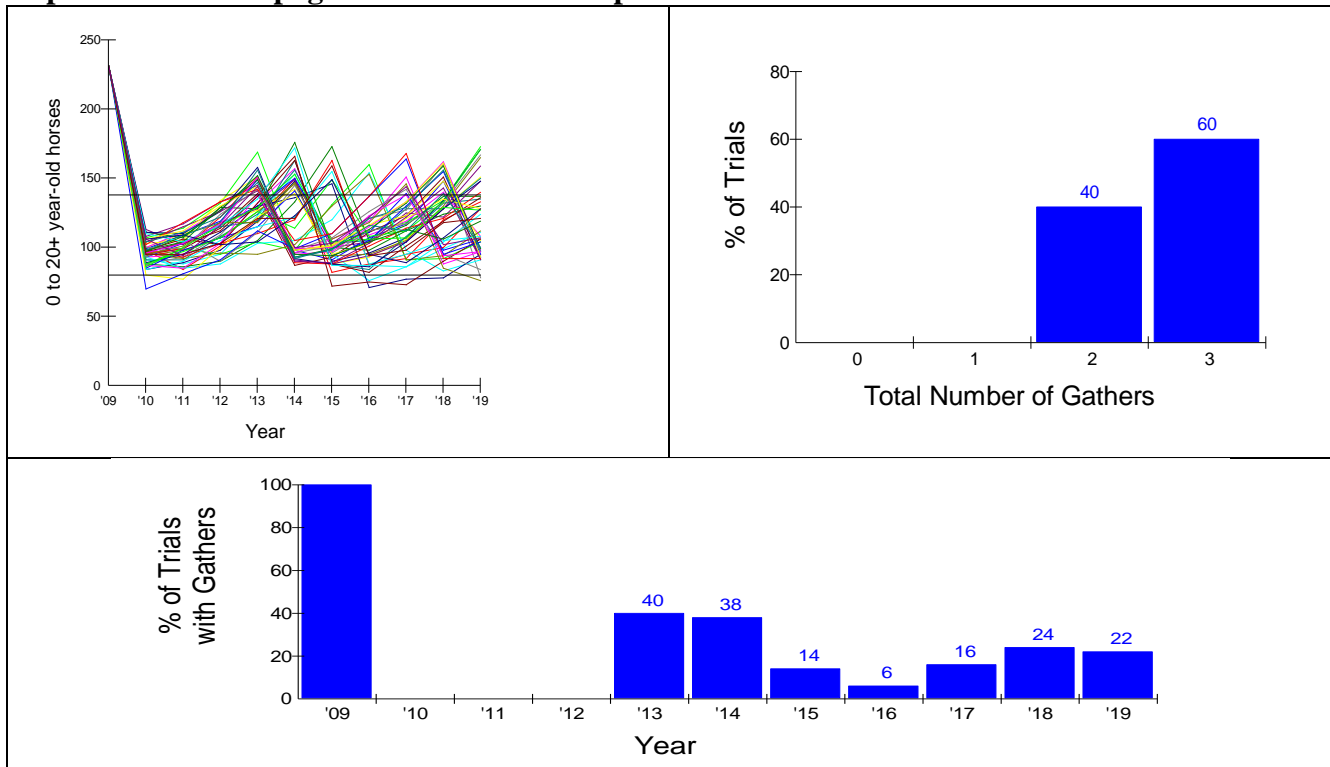 250
200
150
100
50
0
0 to 20+ year-old horses
'09 '10 '11 '12 '13 '14 '15 '16 '17 '18 '19
Year
80
60
40
20
0
% of Trials
40
60
0 1 2 3
Total Number of Gathers
100
80
60
40
20
0
% of Trials
with Gathers
40
38
14
6
16
24
22
'09 '10 '11 '12 '13 '14 '15 '16 '17 '18 '19
Year